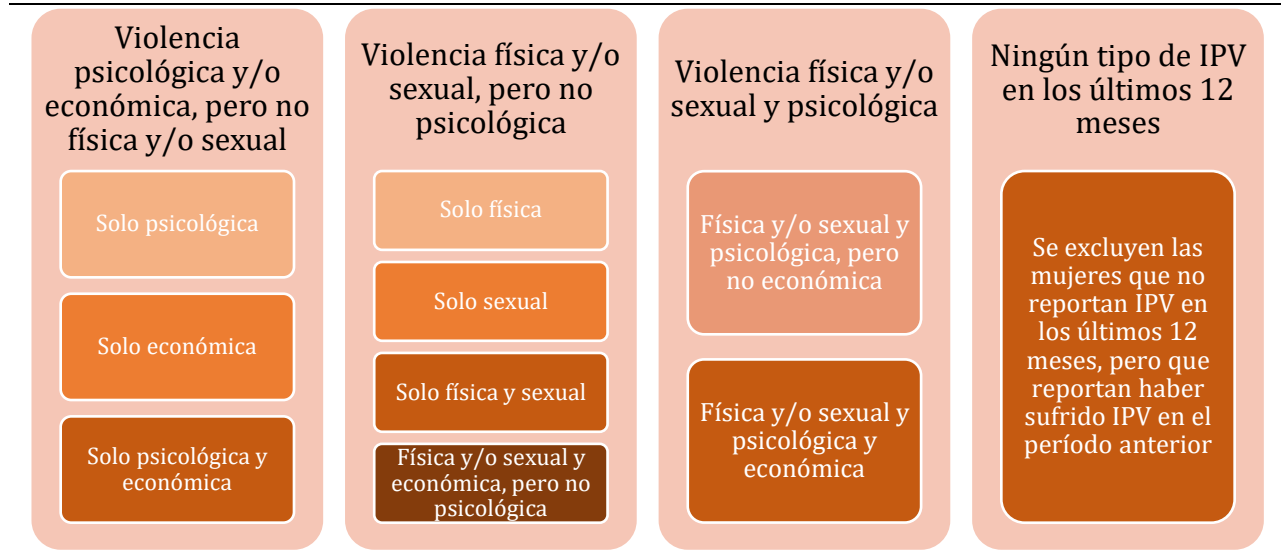 Violencia
psicológica y/o
económica, pero no
física y/o sexual
Solo psicológica
Solo económica
Solo psicológica y
económica
Violencia física y/o
sexual, pero no
psicológica
Solo física
Solo sexual
Solo física y sexual
Física y/o sexual y
económica, pero no
psicológica
Violencia física y/o
sexual y psicológica
Física y/o sexual y
psicológica, pero
no económica
Física y/o sexual y
psicológica y
económica
Ningún tipo de IPV
en los últimos 12
meses
Se excluyen las
mujeres que no
reportan IPV en
los últimos 12
meses, pero que
reportan haber
sufrido IPV en el
período anterior